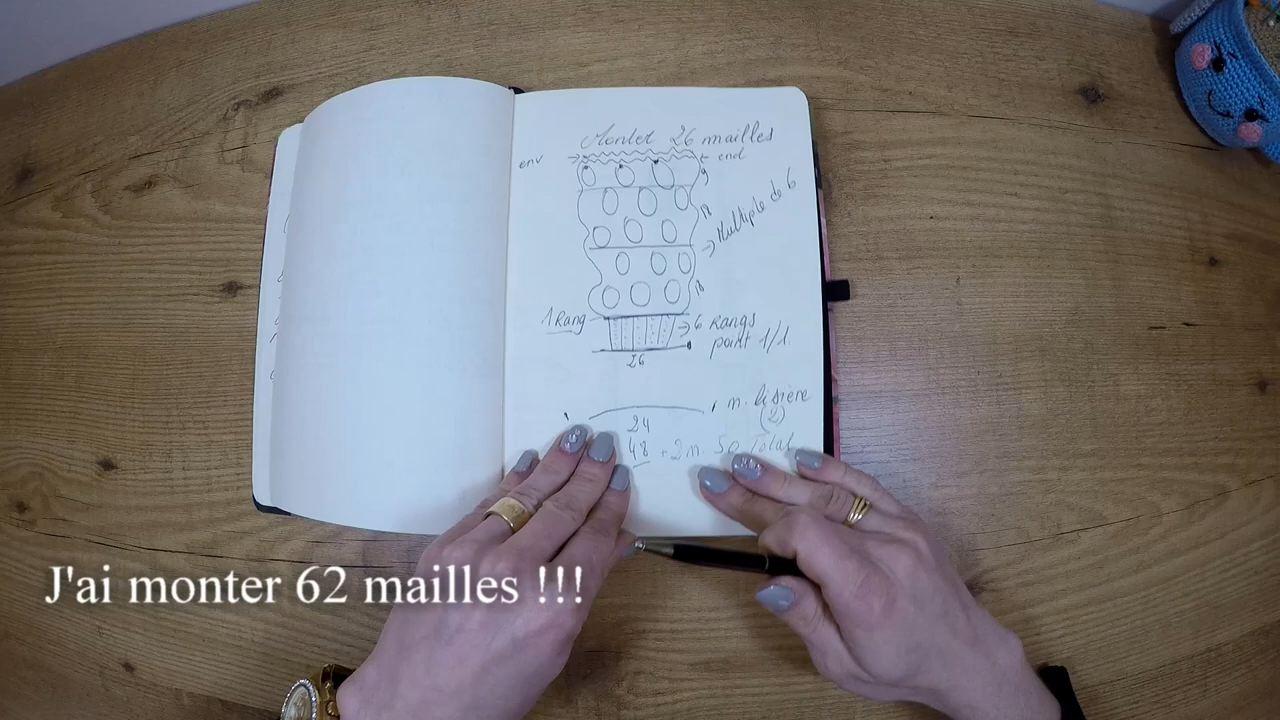 Monter 26 mailles
env
end
9
18
Multiple de 6
18
1 Rang
6 Rangs
point 1/1.
26
m. lisière
(2)
24
48 + 2 m. 50 Total
J'ai monter 62 mailles !!!